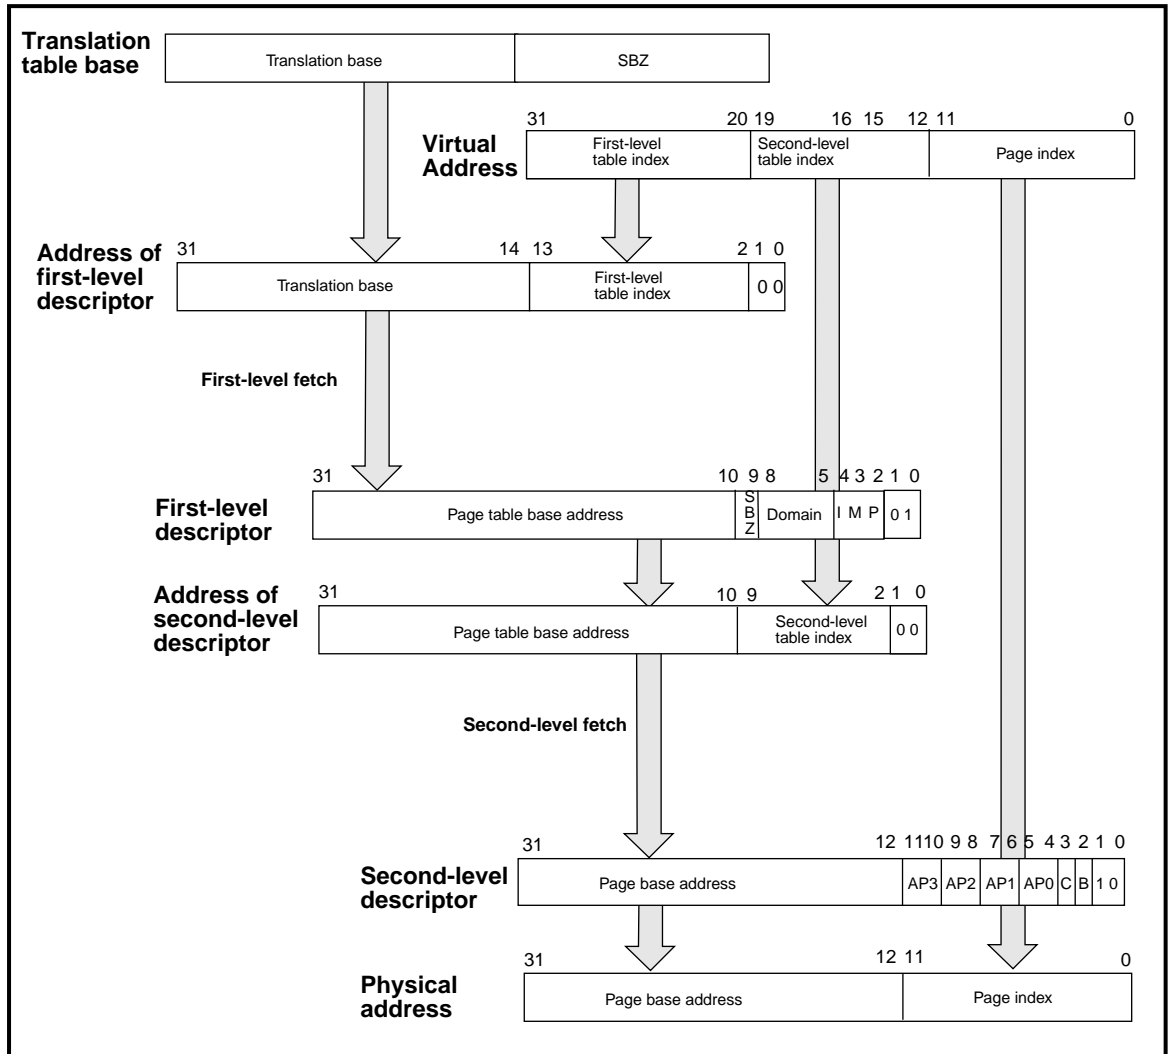 Translation
table base
Translation base
SBZ
31 20 19 16 15 12 11 0
Virtual
Address
First-level
table index
Second-level
table index
Page index
Address of
first-level
descriptor
31 14 13 2 1 0
Translation base
First-level
table index
0 0
First-level fetch
31 10 9 8 5 4 3 2 1 0
First-level
descriptor
Page table base address
S
B
Z
Domain
I M P
0 1
Address of
second-level
descriptor
31 10 9 2 1 0
Page table base address
Second-level
table index
0 0
Second-level fetch
31 12 11 10 9 8 7 6 5 4 3 2 1 0
Second-level
descriptor
Page base address
AP3 AP2 AP1 AP0 C B 1 0
31 12 11 0
Physical
address
Page base address
Page index